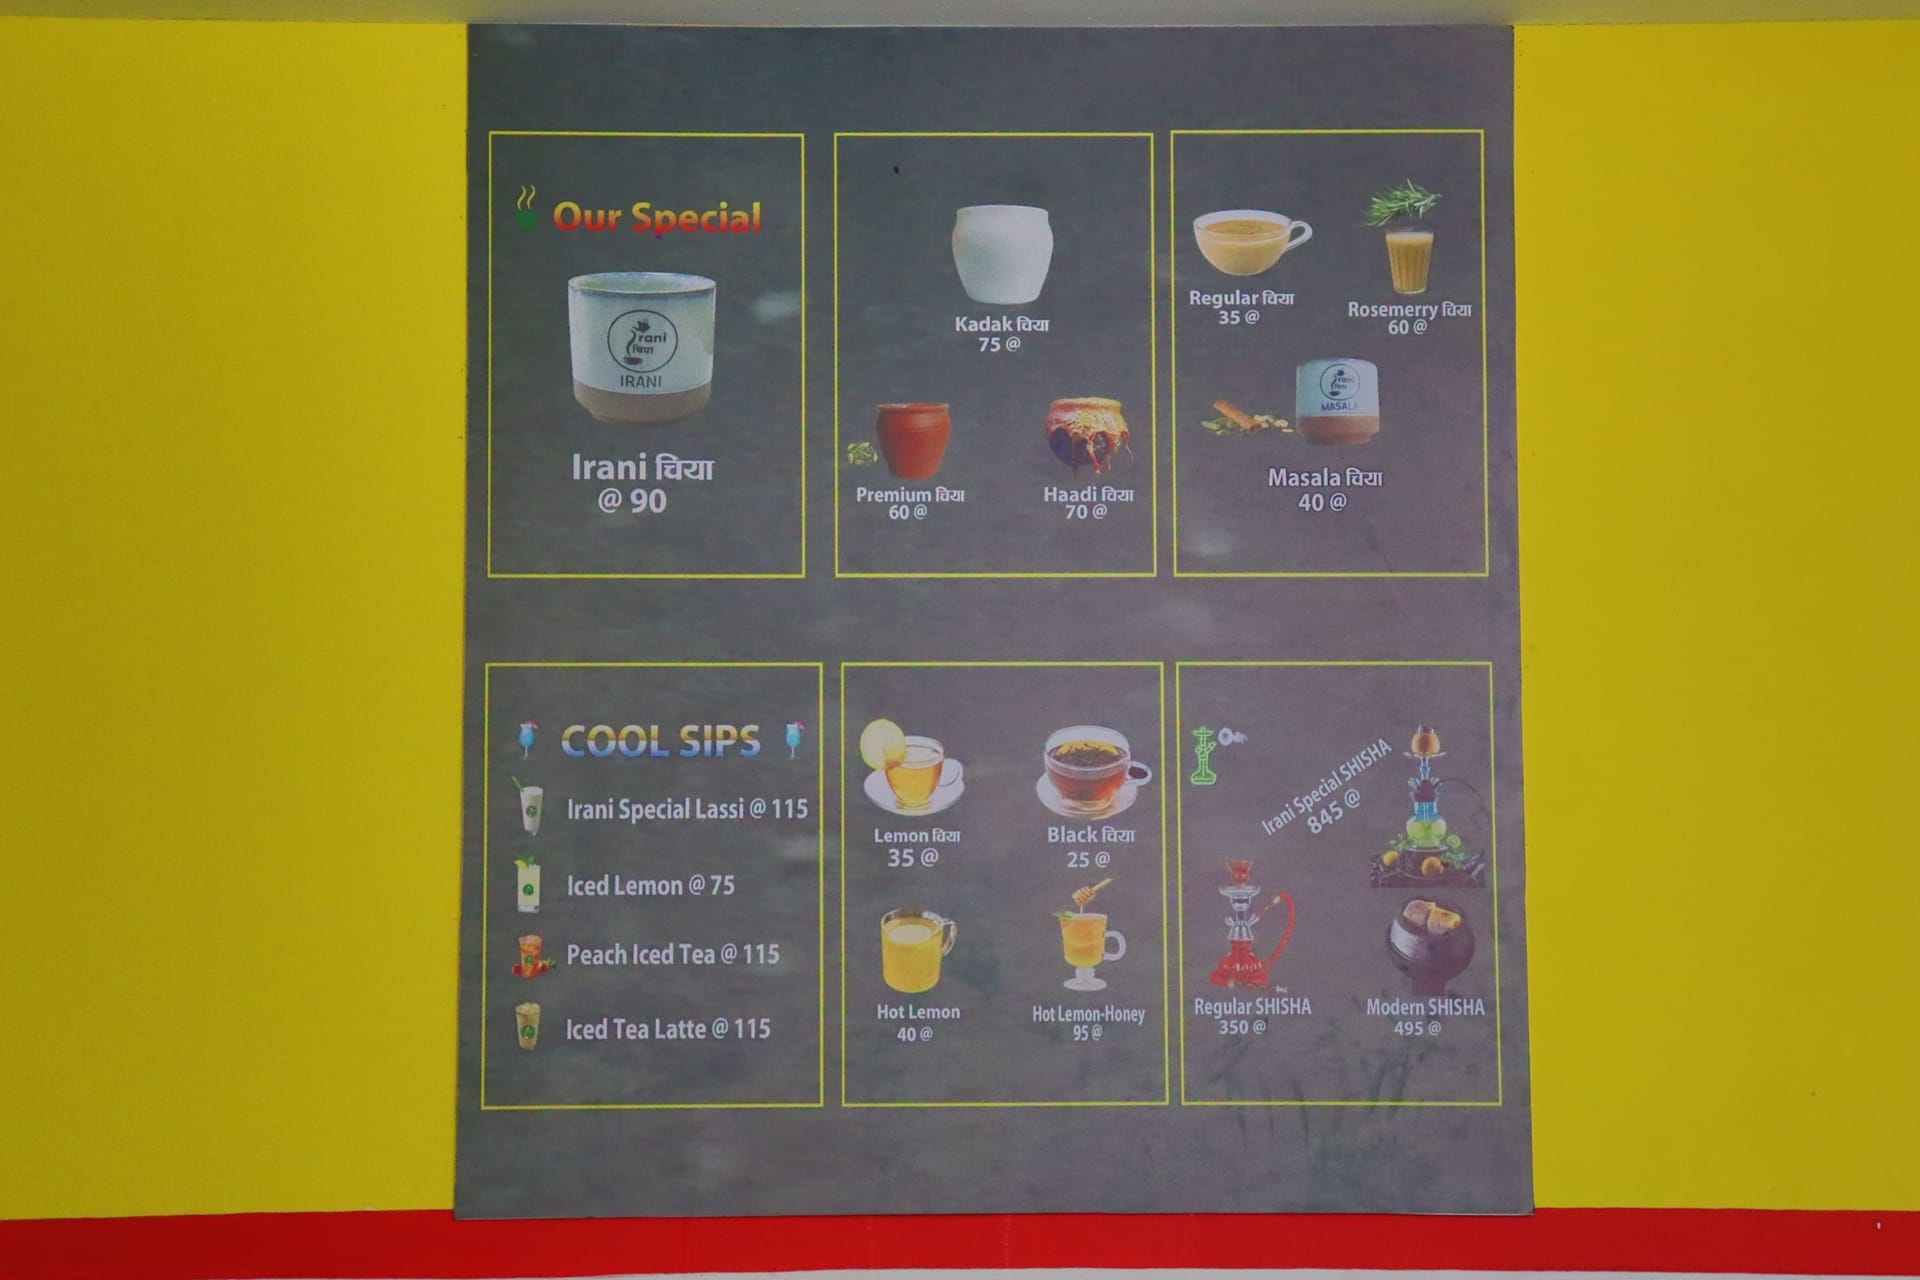 Our Special
Irani
चिया
IRANI
Irani चिया
@ 90
Kadak चिया
75 @
Premium चिया
60 @
Haadi चिया
70 @
Regular चिया
35 @
Rosemerry चिया
60 @
Irani
चिया
MASALA
Masala चिया
40 @
COOL SIPS
Irani Special Lassi @ 115
Iced Lemon @ 75
Peach Iced Tea @ 115
Iced Tea Latte @ 115
Lemon चिया
35 @
Black चिया
25 @
Hot Lemon
40 @
Hot Lemon-Honey
95 @
Irani Special SHISHA
845 @
Regular SHISHA
350 @
Modern SHISHA
495 @